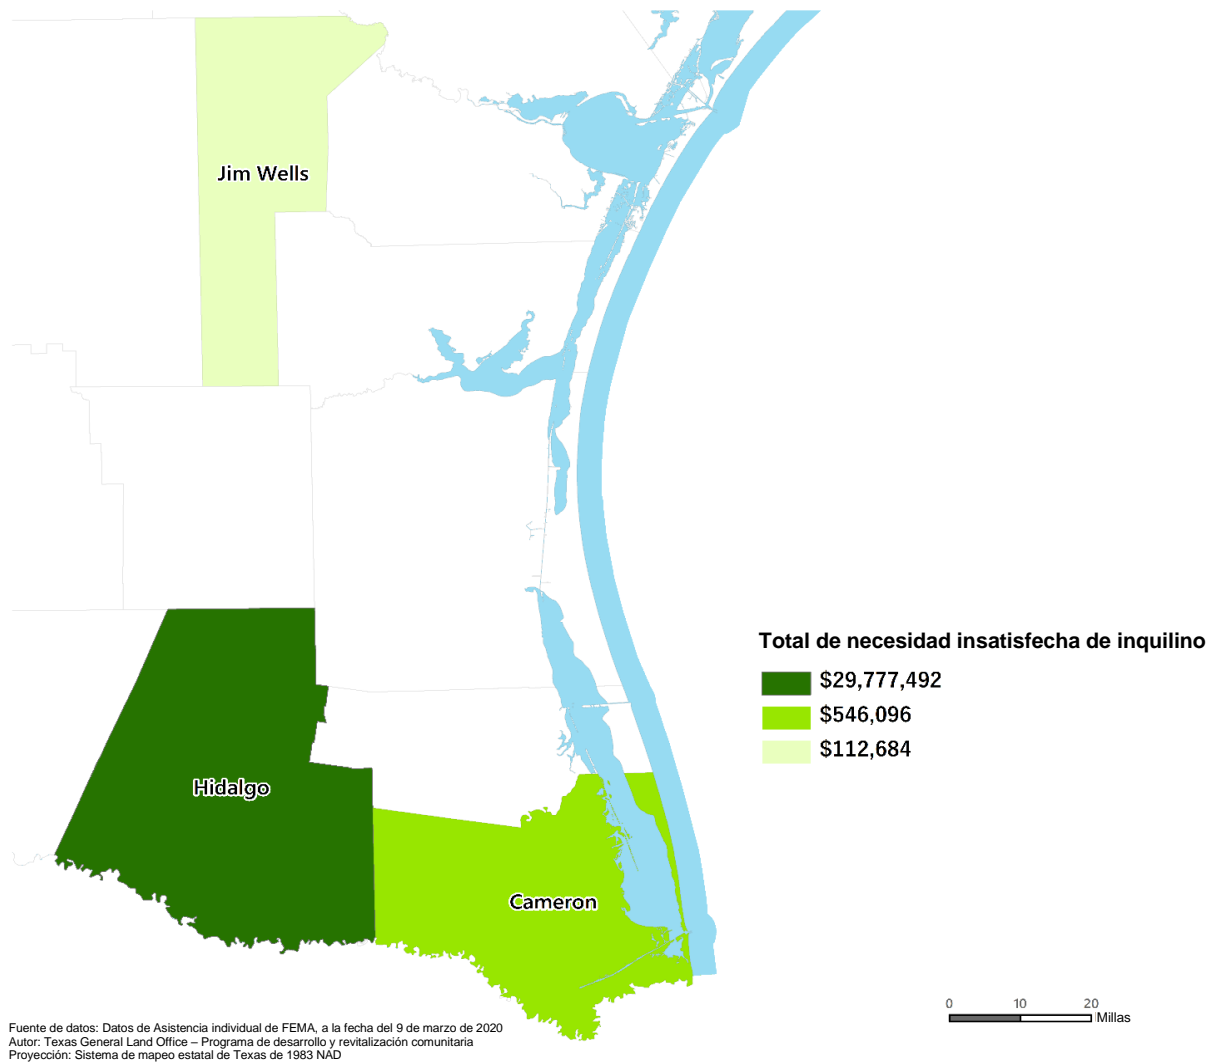 Jim Wells
Total de necesidad insatisfecha de inquilino
$29,777,492
$546,096
$112,684
Hidalgo
Cameron
0 10 20
Millas
Fuente de datos: Datos de Asistencia individual de FEMA, a la fecha del 9 de marzo de 2020
Autor: Texas General Land Office – Programa de desarrollo y revitalización comunitaria
Proyección: Sistema de mapeo estatal de Texas de 1983 NAD